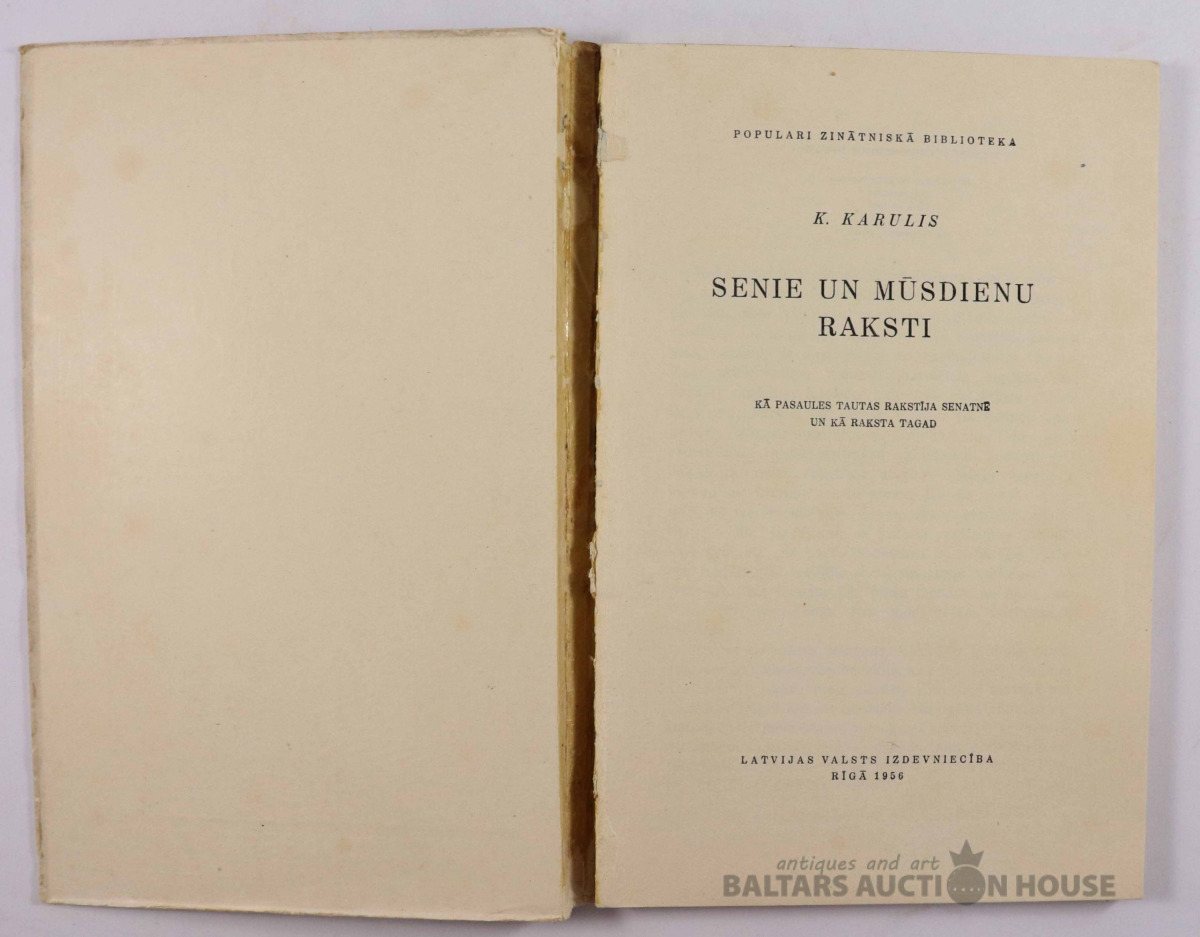 POPULARI ZINĀTNISKĀ BIBLIOTEKA
K. KARULIS
SENIE UN MŪSDIENU
RAKSTI
KĀ PASAULES TAUTAS RAKSTĪJA SENATNĒ
UN KĀ RAKSTA TAGAD
LATVIJAS VALSTS IZDEVNIECĪBA
RĪGĀ 1956
antiques and art
BALTARS AUCTION HOUSE